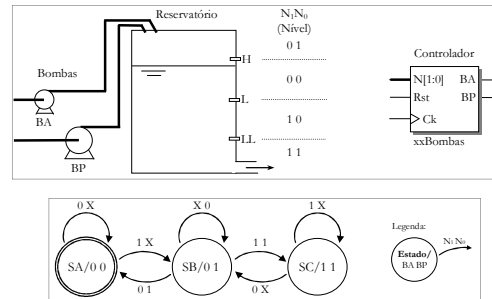 Reservatório
N₁N₀
(Nível)
0 1
H
0 0
L
1 0
LL
1 1
Bombas
BA
BP
Controlador
N[1:0] BA
Rst BP
Ck
xxBombas
0 X
X 0
1 X
SA/0 0
1 X
0 1
SB/0 1
1 1
0 X
SC/1 1
Legenda:
Estado/
BA BP
N₁ N₀